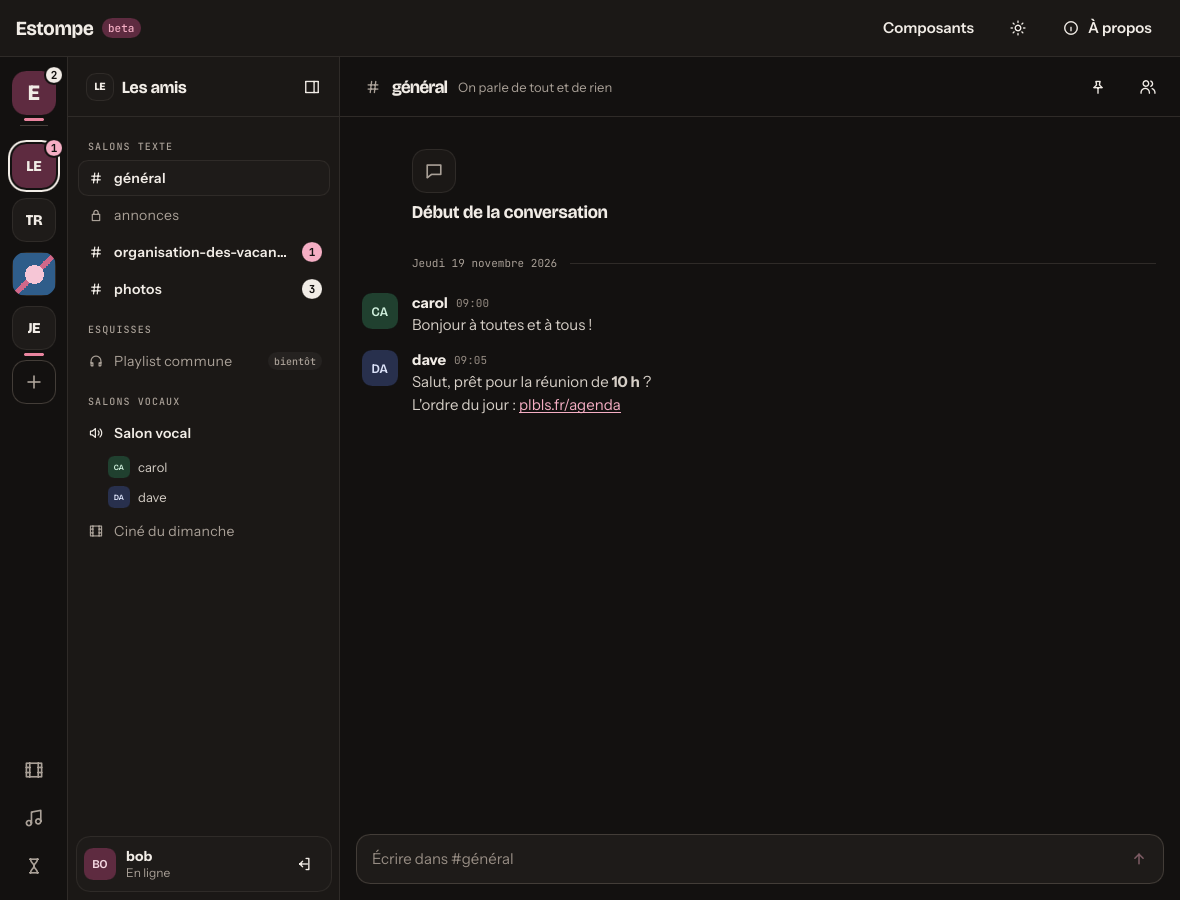 Estompe beta
Composants
À propos
E 2
LE 1
TR
JE
LE Les amis
SALONS TEXTE
# général
annonces
# organisation-des-vacan… 1
# photos 3
ESQUISSES
Playlist commune bientôt
SALONS VOCAUX
Salon vocal
CA carol
DA dave
Ciné du dimanche
BO bob
En ligne
# général On parle de tout et de rien
Début de la conversation
Jeudi 19 novembre 2026
CA carol 09:00
Bonjour à toutes et à tous !
DA dave 09:05
Salut, prêt pour la réunion de 10 h ?
L'ordre du jour : plbls.fr/agenda
Écrire dans #général